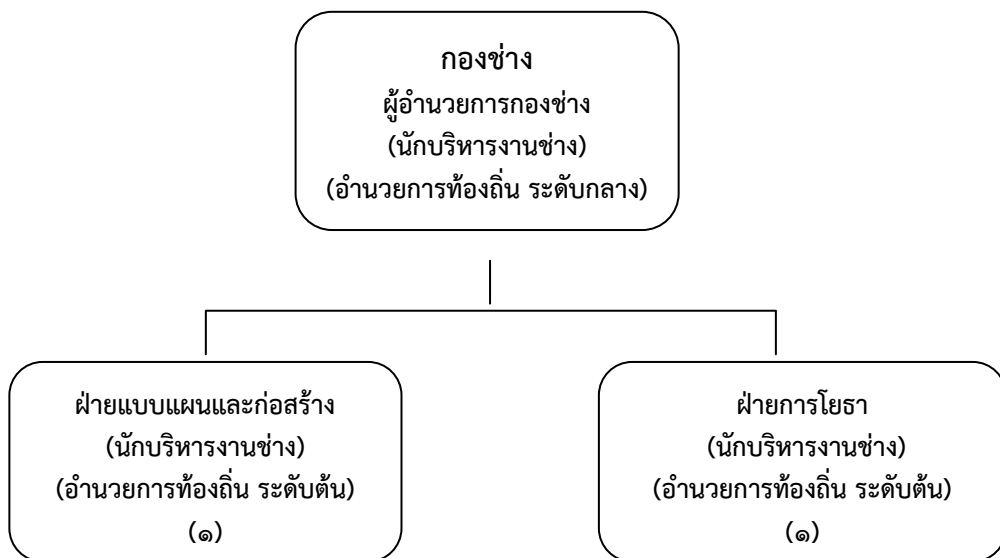 กองช่าง
ผู้อำนวยการกองช่าง
(นักบริหารงานช่าง)
(อำนวยการท้องถิ่น ระดับกลาง)
ฝ่ายแบบแผนและก่อสร้าง
(นักบริหารงานช่าง)
(อำนวยการท้องถิ่น ระดับต้น)
(๑)
ฝ่ายการโยธา
(นักบริหารงานช่าง)
(อำนวยการท้องถิ่น ระดับต้น)
(๑)